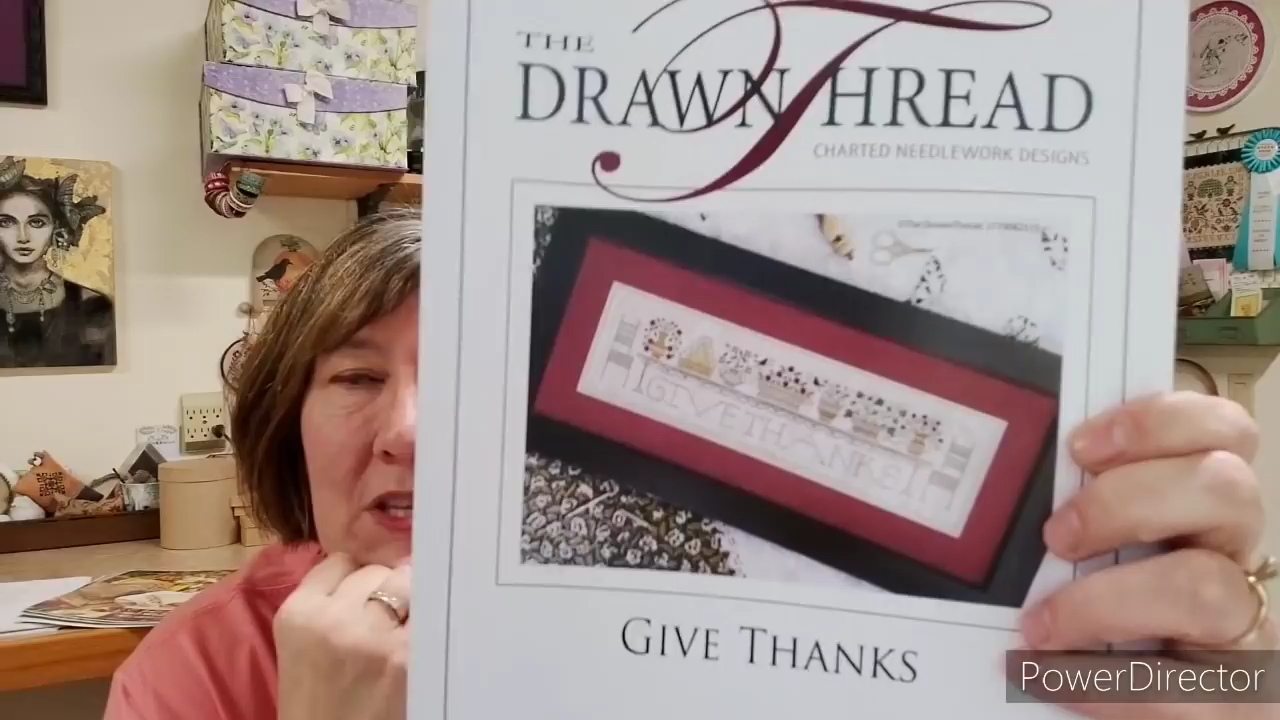 THE
DRAWN THREAD
CHARTED NEEDLEWORK DESIGNS
GIVE THANKS
GIVE THANKS
PowerDirector